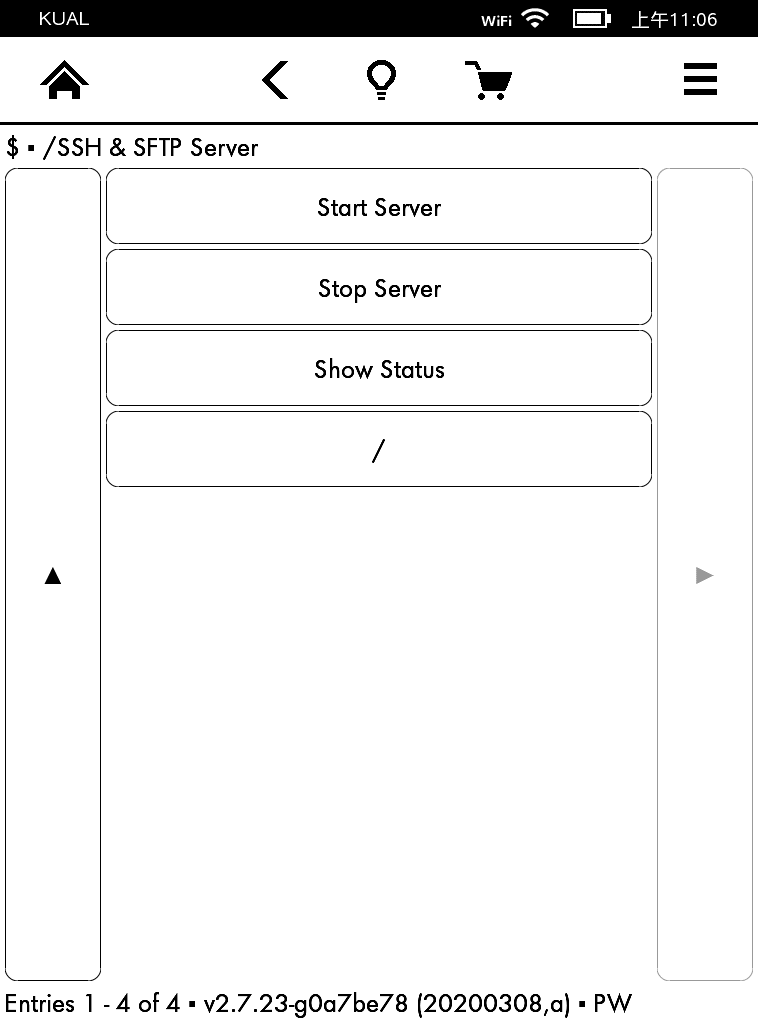 KUAL WiFi 上午11:06
$ ▪ /SSH & SFTP Server
Start Server
Stop Server
Show Status
/
Entries 1 - 4 of 4 ▪ v2.7.23-g0a7be78 (20200308,a) ▪ PW